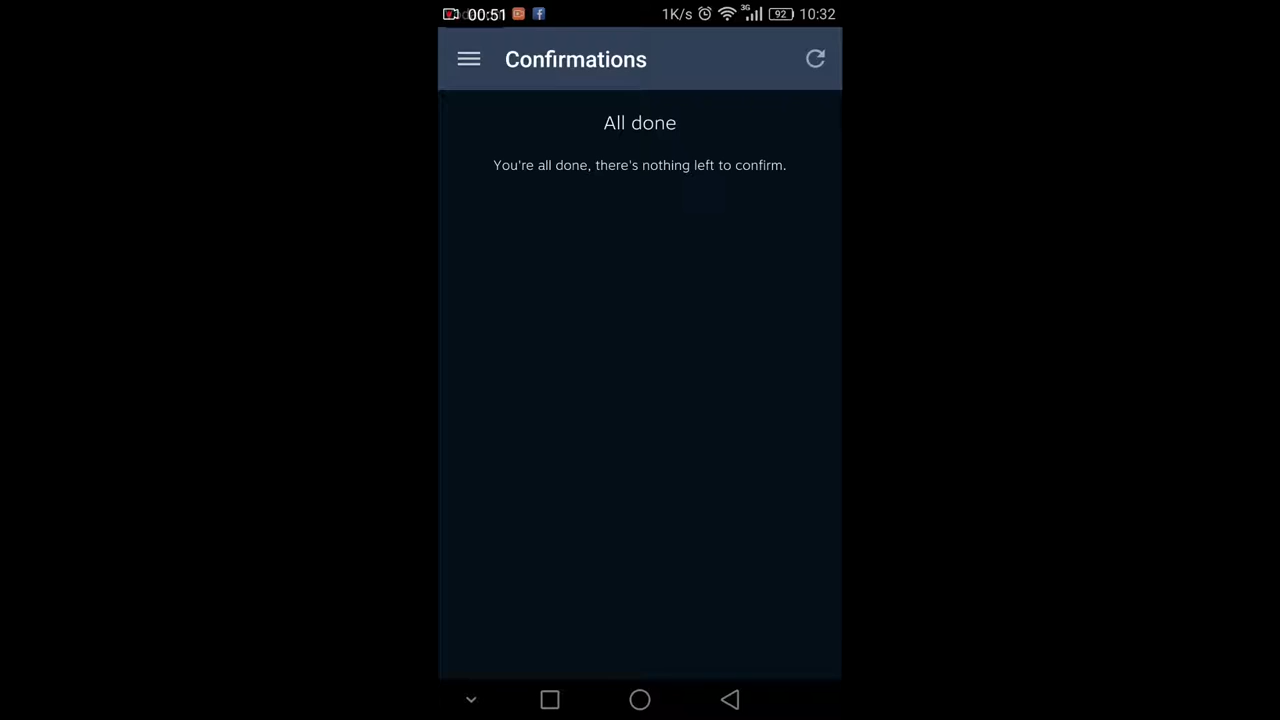 00:51 1K/s 3G 92 10:32
Confirmations
All done
You're all done, there's nothing left to confirm.